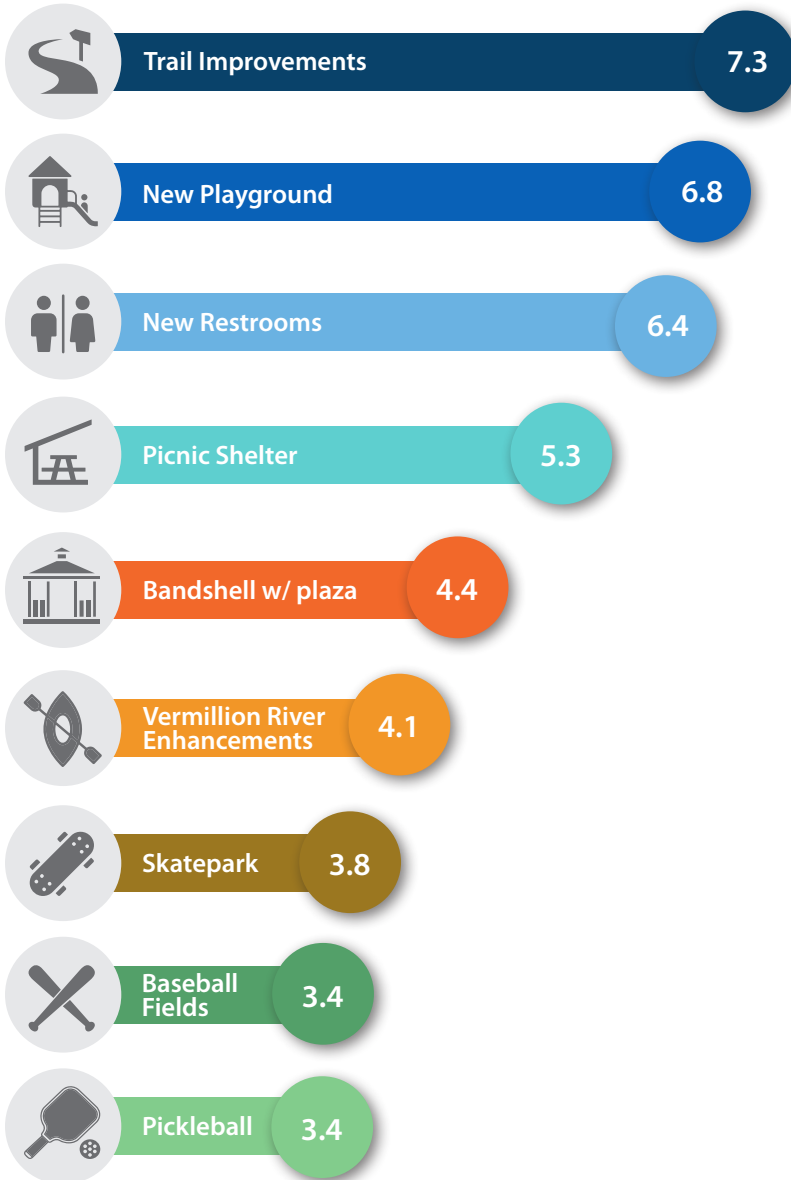 Trail Improvements
7.3
New Playground
6.8
New Restrooms
6.4
Picnic Shelter
5.3
Bandshell w/ plaza
4.4
Vermillion River
Enhancements
4.1
Skatepark
3.8
Baseball
Fields
3.4
Pickleball
3.4